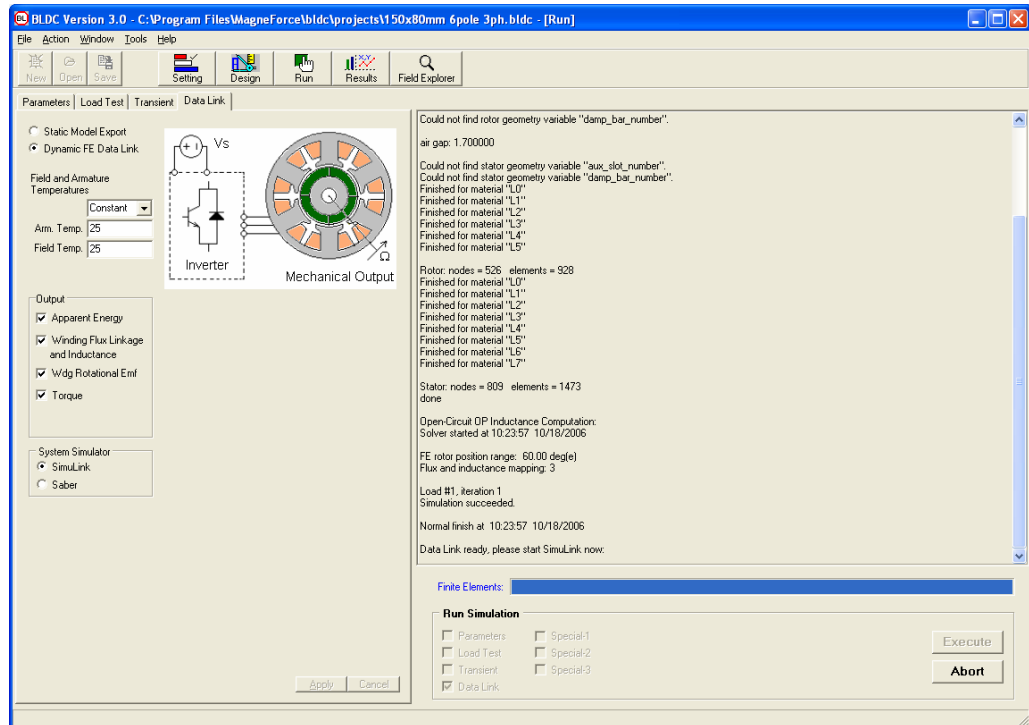 BLDC Version 3.0 - C:\Program Files\MagneForce\bldc\projects\150x80mm 6pole 3ph.bldc - [Run]
File Action Window Tools Help
New Open Save Setting Design Run Results Field Explorer
Parameters Load Test Transient Data Link
Static Model Export
Dynamic FE Data Link
Field and Armature
Temperatures
Constant
Arm. Temp. 25
Field Temp. 25
Vs
Inverter
Ω
Mechanical Output
Output
Apparent Energy
Winding Flux Linkage
and Inductance
Wdg Rotational Emf
Torque
System Simulator
SimuLink
Saber
Apply Cancel
Could not find rotor geometry variable "damp_bar_number".
air gap: 1.700000
Could not find stator geometry variable "aux_slot_number".
Could not find stator geometry variable "damp_bar_number".
Finished for material "L0"
Finished for material "L1"
Finished for material "L2"
Finished for material "L3"
Finished for material "L4"
Finished for material "L5"
Rotor: nodes = 526 elements = 928
Finished for material "L0"
Finished for material "L1"
Finished for material "L2"
Finished for material "L3"
Finished for material "L4"
Finished for material "L5"
Finished for material "L6"
Finished for material "L7"
Stator: nodes = 809 elements = 1473
done
Open-Circuit OP Inductance Computation:
Solver started at 10:23:57 10/18/2006
FE rotor position range: 60.00 deg(e)
Flux and inductance mapping: 3
Load #1, iteration 1
Simulation succeeded.
Normal finish at 10:23:57 10/18/2006
Data Link ready, please start SimuLink now:
Finite Elements:
Run Simulation
Parameters Special-1
Load Test Special-2
Transient Special-3
Data Link
Execute
Abort